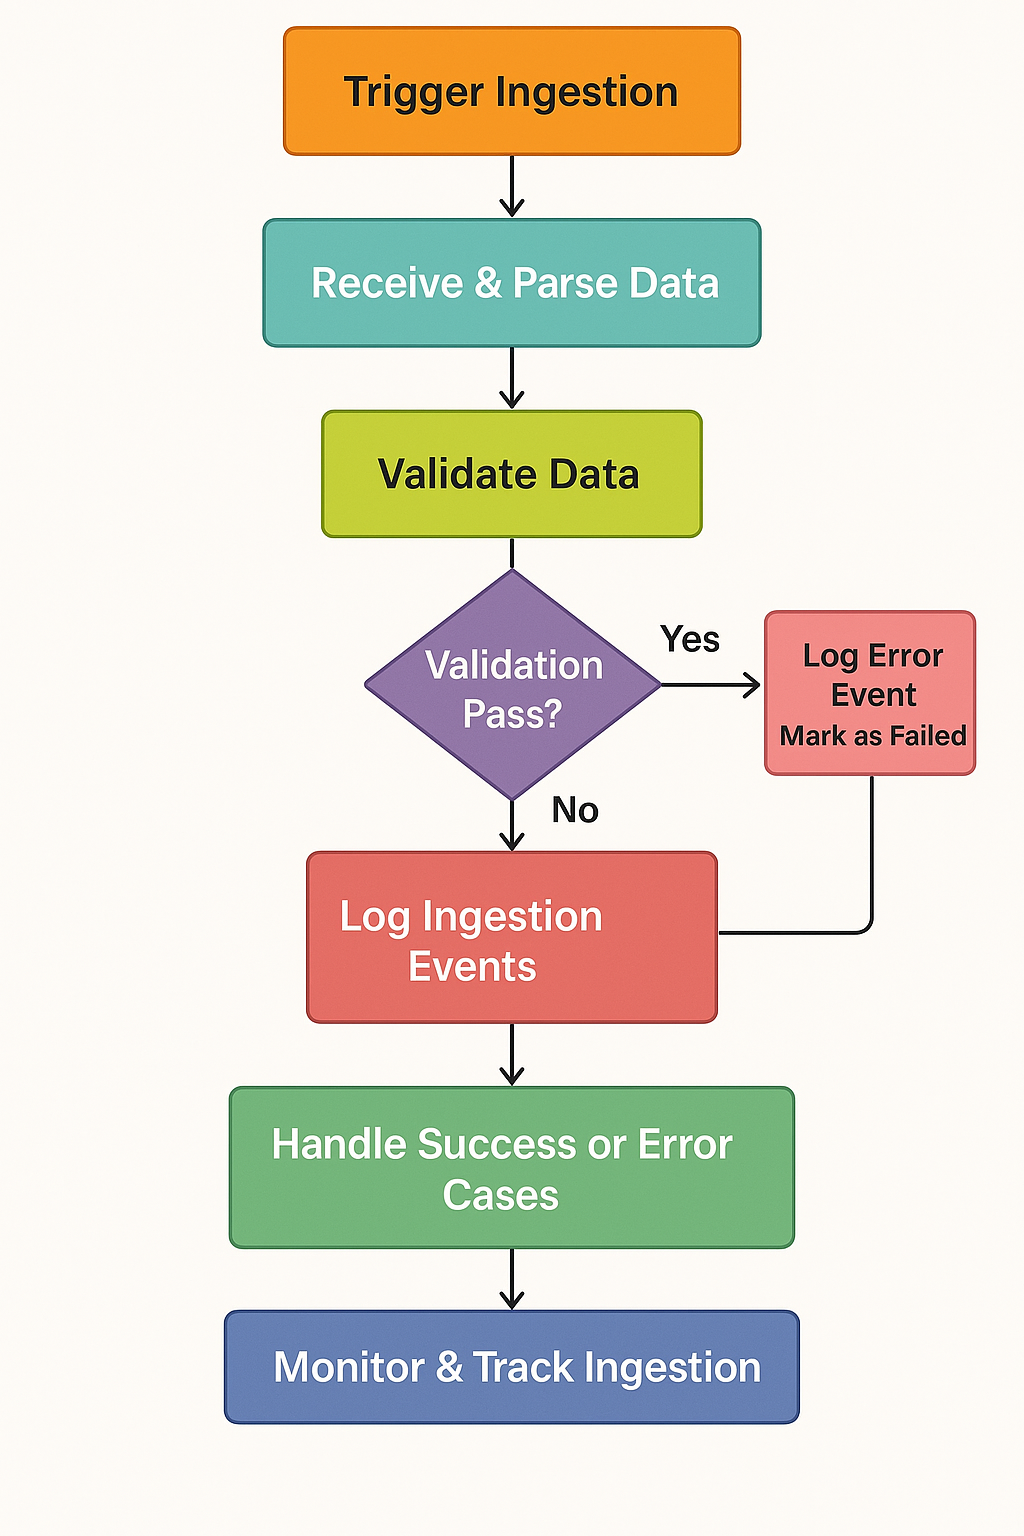 Trigger Ingestion
Receive & Parse Data
Validate Data
Validation
Pass?
Yes
Log Error
Event
Mark as Failed
No
Log Ingestion
Events
Handle Success or Error
Cases
Monitor & Track Ingestion